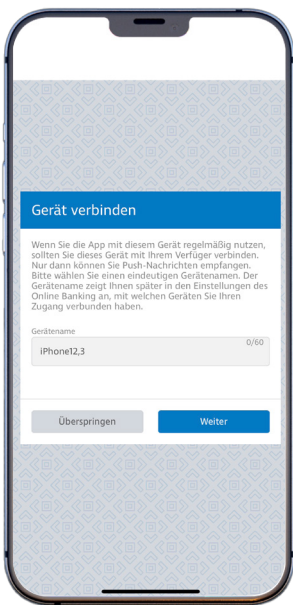 Gerät verbinden
Wenn Sie die App mit diesem Gerät regelmäßig nutzen,
sollten Sie dieses Gerät mit Ihrem Verfüger verbinden.
Nur dann können Sie Push-Nachrichten empfangen.
Bitte wählen Sie einen eindeutigen Gerätenamen. Der
Gerätename zeigt Ihnen später in den Einstellungen des
Online Banking an, mit welchen Geräten Sie Ihren
Zugang verbunden haben.
Gerätename
0/60
iPhone12,3
Überspringen
Weiter